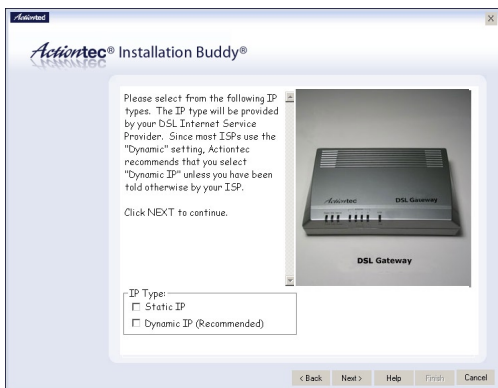 Actiontec
Actiontec® Installation Buddy®
Please select from the following IP
types. The IP type will be provided
by your DSL Internet Service
Provider. Since most ISPs use the
"Dynamic" setting, Actiontec
recommends that you select
"Dynamic IP" unless you have been
told otherwise by your ISP.
Click NEXT to continue.
Actiontec DSL Gateway
DSL Gateway
IP Type:
Static IP
Dynamic IP (Recommended)
< Back Next > Help Finish Cancel